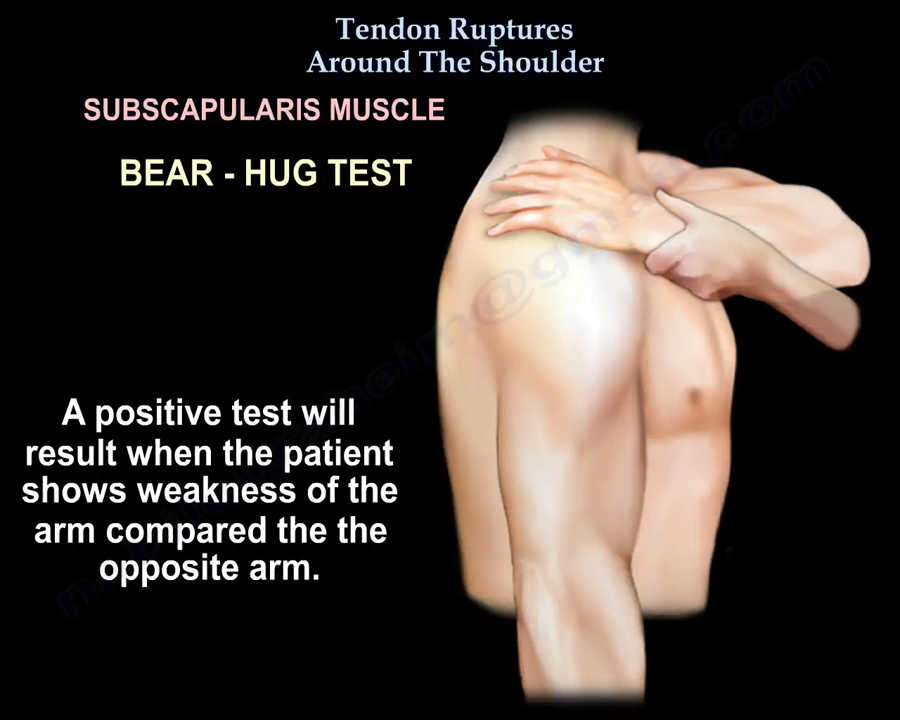 Tendon Ruptures
Around The Shoulder
SUBSCAPULARIS MUSCLE
BEAR - HUG TEST
A positive test will
result when the patient
shows weakness of the
arm compared the the
opposite arm.